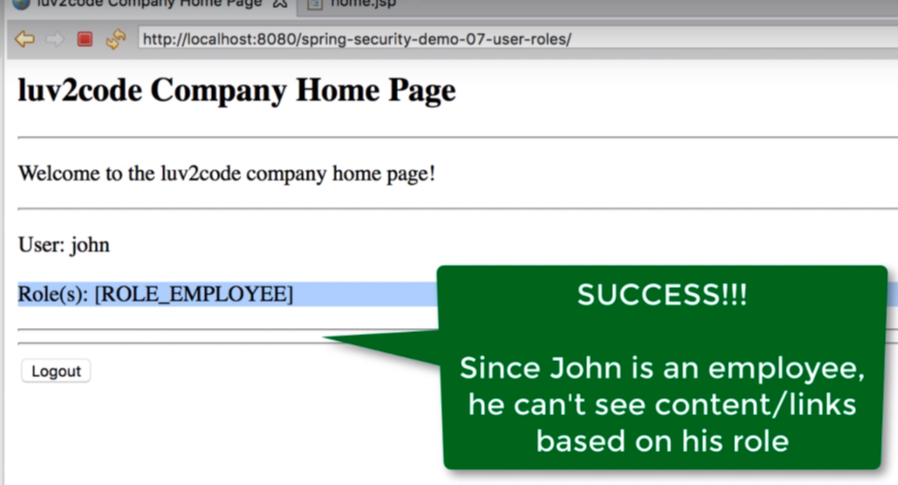 luv2code Company Home Page
home.jsp
http://localhost:8080/spring-security-demo-07-user-roles/
luv2code Company Home Page
Welcome to the luv2code company home page!
User: john
Role(s): [ROLE_EMPLOYEE]
SUCCESS!!!
Since John is an employee,
he can't see content/links
based on his role
Logout